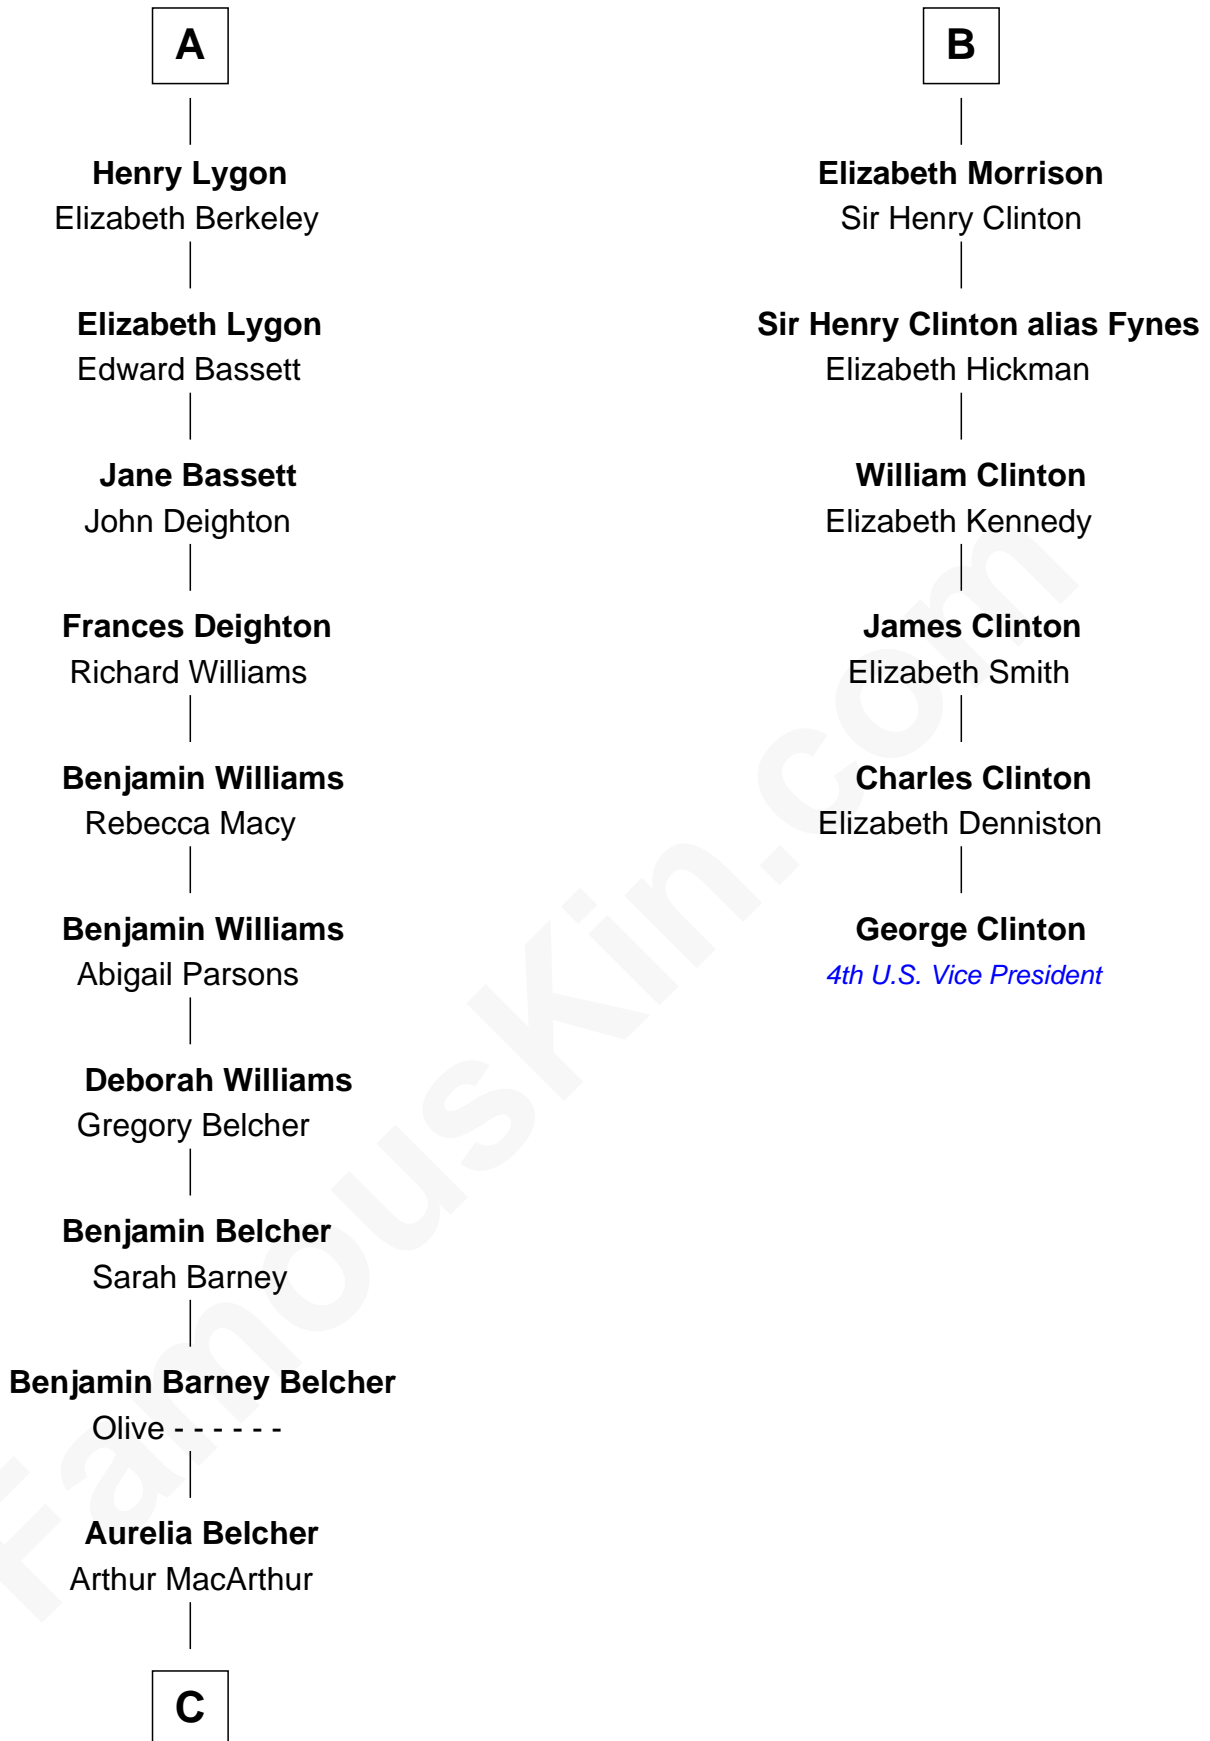 A
Henry Lygon
Elizabeth Berkeley
Elizabeth Lygon
Edward Bassett
Jane Bassett
John Deighton
Frances Deighton
Richard Williams
Benjamin Williams
Rebecca Macy
Benjamin Williams
Abigail Parsons
Deborah Williams
Gregory Belcher
Benjamin Belcher
Sarah Barney
Benjamin Barney Belcher
Olive - - - - - -
Aurelia Belcher
Arthur MacArthur
C
B
Elizabeth Morrison
Sir Henry Clinton
Sir Henry Clinton alias Fynes
Elizabeth Hickman
William Clinton
Elizabeth Kennedy
James Clinton
Elizabeth Smith
Charles Clinton
Elizabeth Denniston
George Clinton
4th U.S. Vice President
FamousKin.com